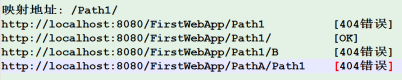 映射地址: /Path1/
http://localhost:8080/FirstWebApp/Path1 [404错误]
http://localhost:8080/FirstWebApp/Path1/ [OK]
http://localhost:8080/FirstWebApp/Path1/B [404错误]
http://localhost:8080/FirstWebApp/PathA/Path1 [404错误]